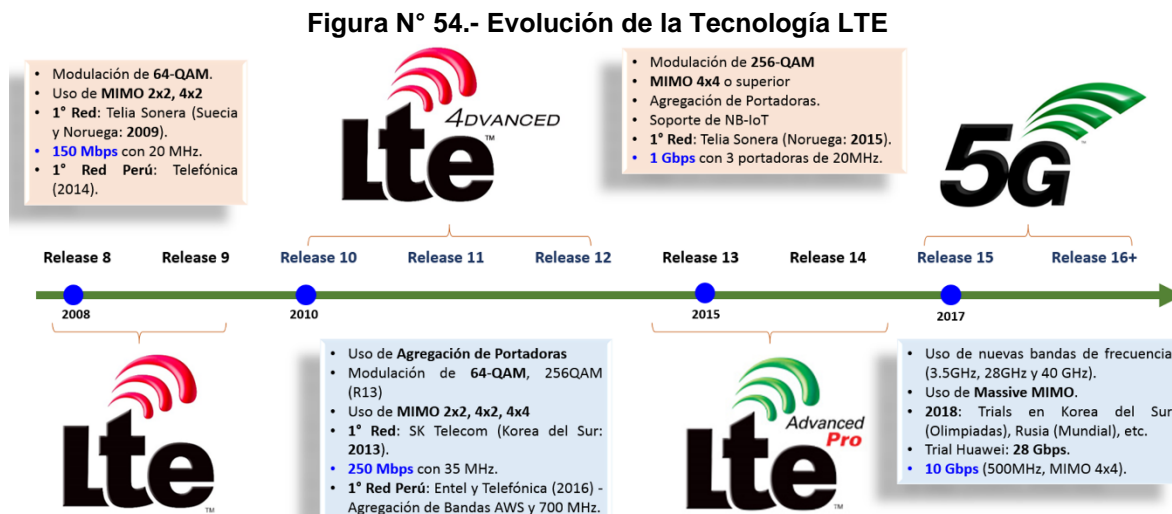 Figura N° 54.- Evolución de la Tecnología LTE
• Modulación de 64-QAM.
• Uso de MIMO 2x2, 4x2
• 1° Red: Telia Sonera (Suecia
y Noruega: 2009).
• 150 Mbps con 20 MHz.
• 1° Red Perú: Telefónica
(2014).
4DVANCED
Lte™
• Modulación de 256-QAM
• MIMO 4x4 o superior
• Agregación de Portadoras.
• Soporte de NB-IoT
• 1° Red: Telia Sonera (Noruega: 2015).
• 1 Gbps con 3 portadoras de 20MHz.
5G
Release 8
Release 9
Release 10
Release 11
Release 12
Release 13
Release 14
Release 15
Release 16+
2008
2010
2015
2017
Lte
TM
• Uso de Agregación de Portadoras
• Modulación de 64-QAM, 256QAM
(R13)
• Uso de MIMO 2x2, 4x2, 4x4
• 1° Red: SK Telecom (Korea del Sur:
2013).
• 250 Mbps con 35 MHz.
• 1° Red Perú: Entel y Telefónica (2016) -
Agregación de Bandas AWS y 700 MHz.
Advanced
Pro
Lte
TM
• Uso de nuevas bandas de frecuencia
(3.5GHz, 28GHz y 40 GHz).
• Uso de Massive MIMO.
• 2018: Trials en Korea del Sur
(Olimpiadas), Rusia (Mundial), etc.
• Trial Huawei: 28 Gbps.
• 10 Gbps (500MHz, MIMO 4x4).